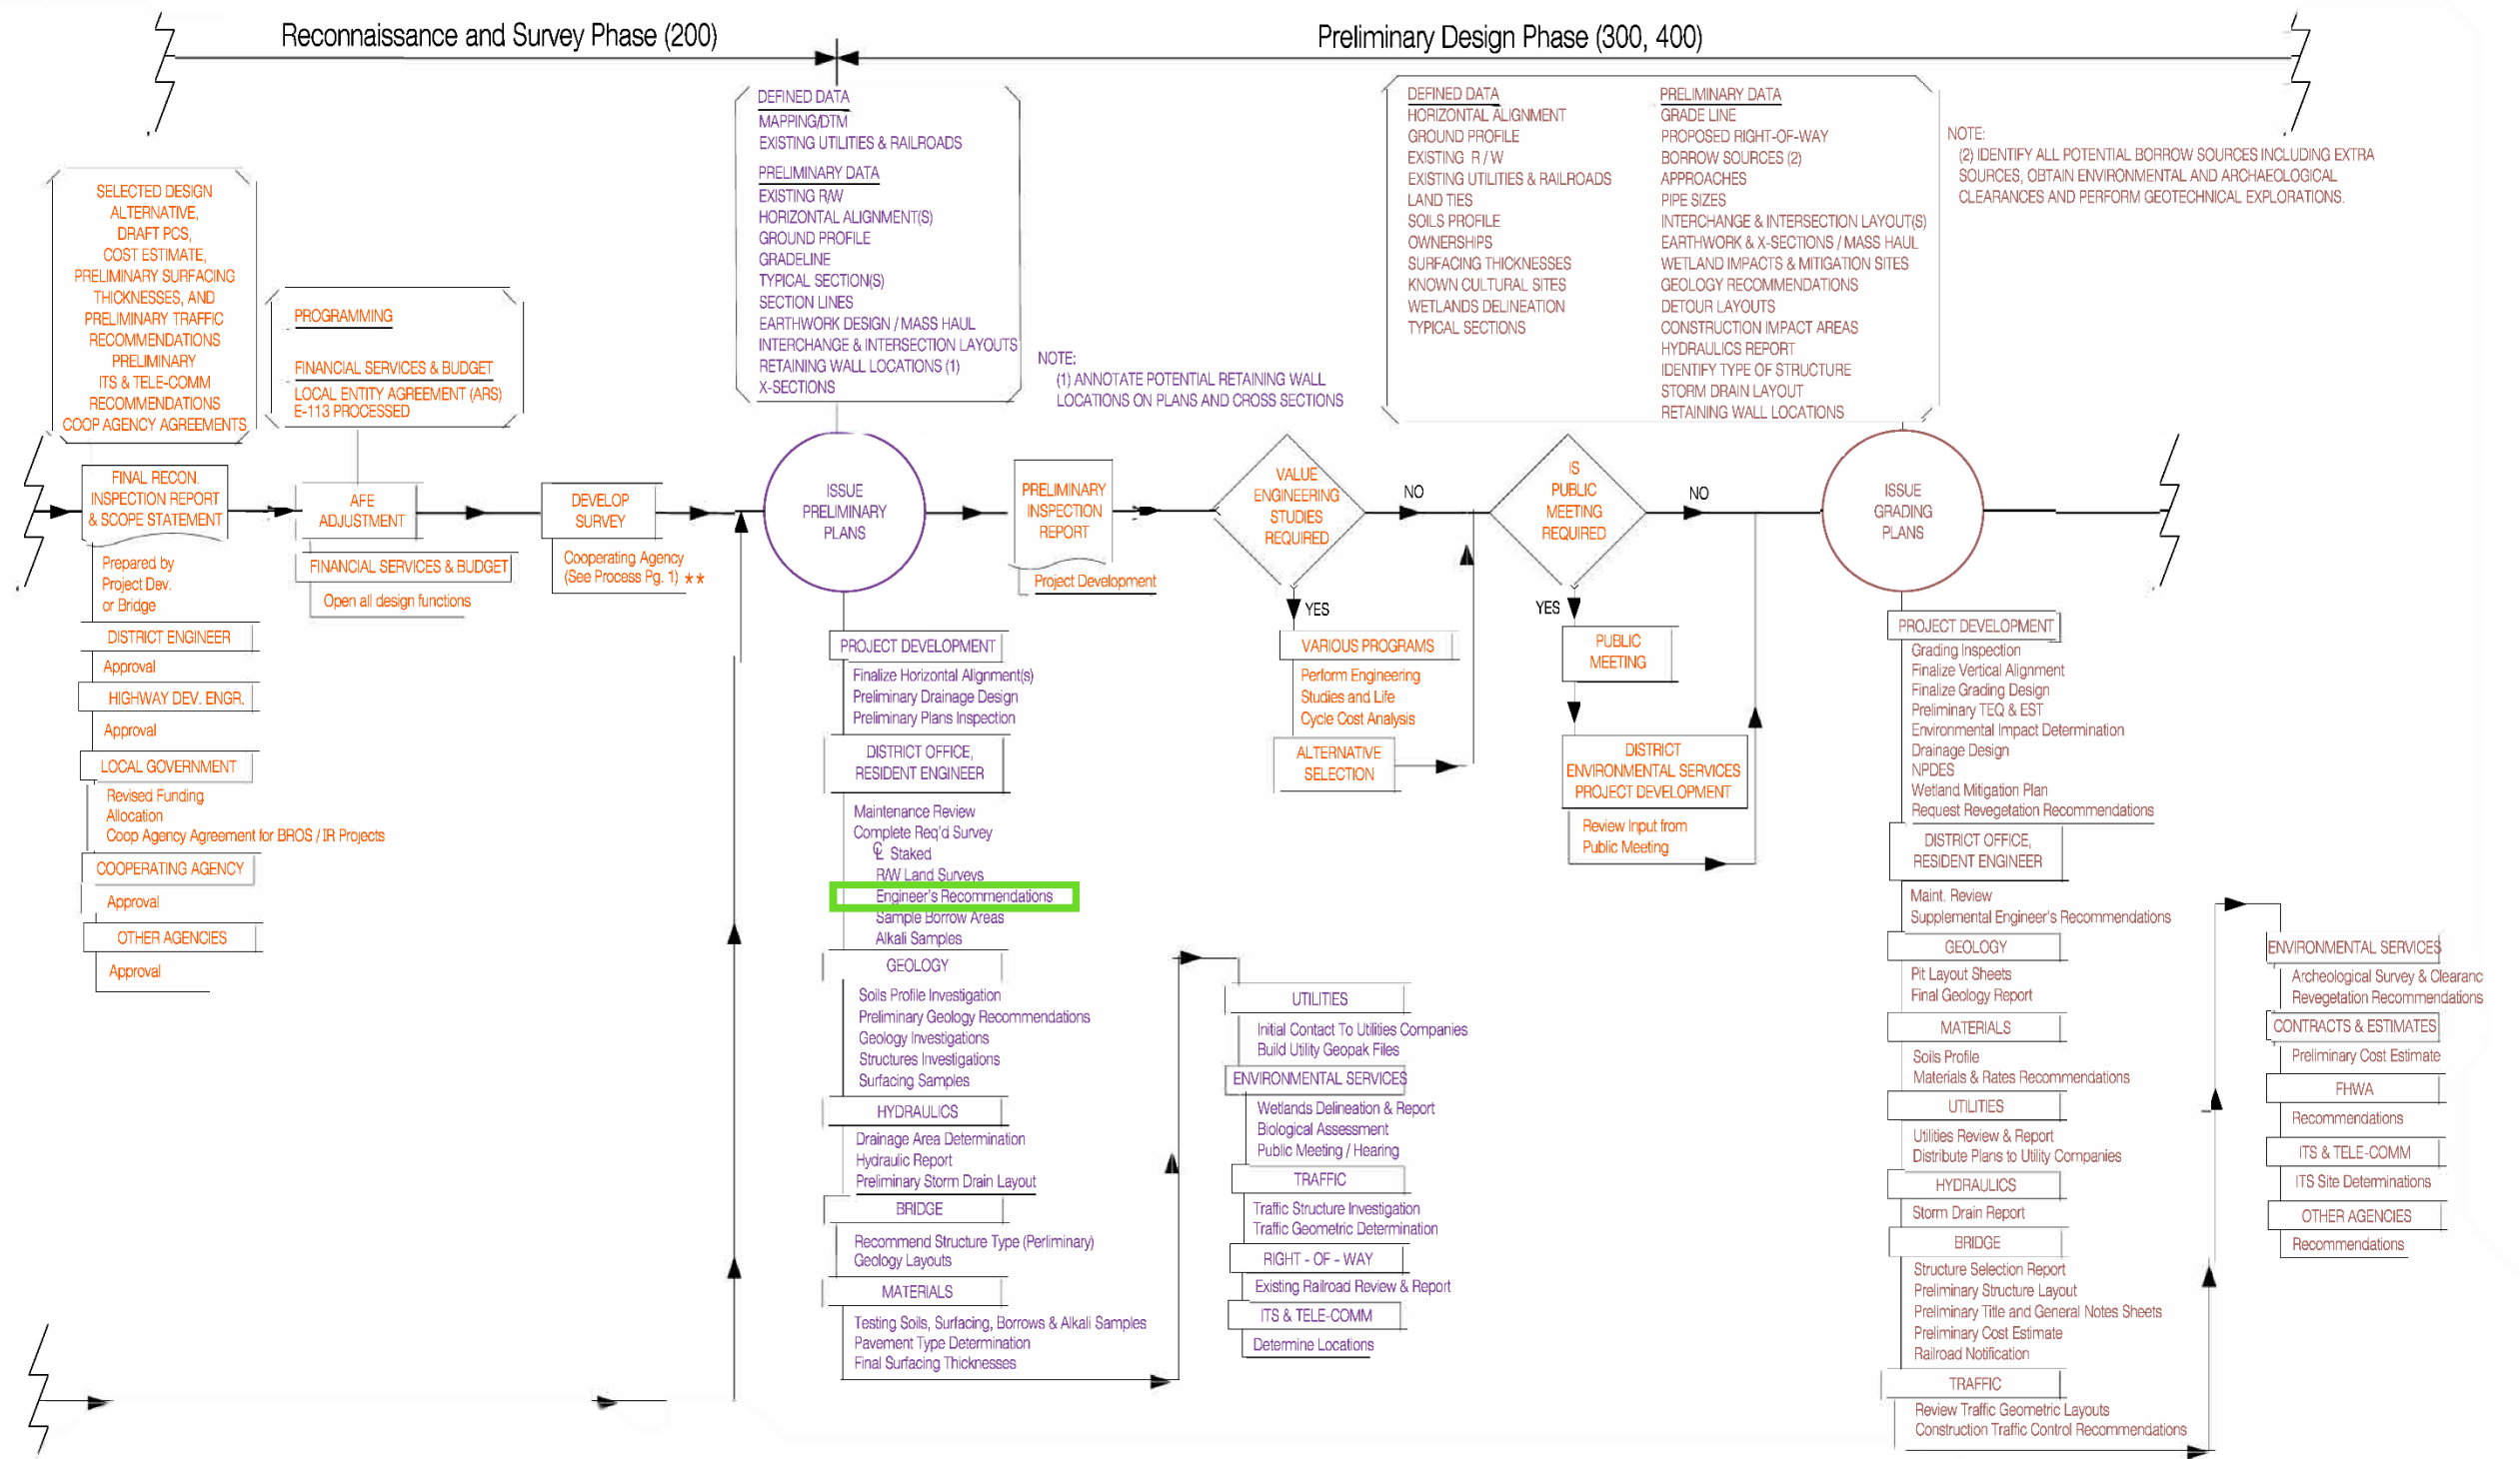 Reconnaissance and Survey Phase (200)
Preliminary Design Phase (300, 400)
SELECTED DESIGN
ALTERNATIVE,
DRAFT PCS,
COST ESTIMATE,
PRELIMINARY SURFACING
THICKNESSES, AND
PRELIMINARY TRAFFIC
RECOMMENDATIONS
PRELIMINARY
ITS & TELE-COMM
RECOMMENDATIONS
COOP AGENCY AGREEMENTS
PROGRAMMING
FINANCIAL SERVICES & BUDGET
LOCAL ENTITY AGREEMENT (ARS)
E-113 PROCESSED
DEFINED DATA
MAPPING/DTM
EXISTING UTILITIES & RAILROADS
PRELIMINARY DATA
EXISTING R/W
HORIZONTAL ALIGNMENT(S)
GROUND PROFILE
GRADELINE
TYPICAL SECTION(S)
SECTION LINES
EARTHWORK DESIGN / MASS HAUL
INTERCHANGE & INTERSECTION LAYOUTS
RETAINING WALL LOCATIONS (1)
X-SECTIONS
NOTE:
(1) ANNOTATE POTENTIAL RETAINING WALL
LOCATIONS ON PLANS AND CROSS SECTIONS
DEFINED DATA
HORIZONTAL ALIGNMENT
GROUND PROFILE
EXISTING R / W
EXISTING UTILITIES & RAILROADS
LAND TIES
SOILS PROFILE
OWNERSHIPS
SURFACING THICKNESSES
KNOWN CULTURAL SITES
WETLANDS DELINEATION
TYPICAL SECTIONS
PRELIMINARY DATA
GRADE LINE
PROPOSED RIGHT-OF-WAY
BORROW SOURCES (2)
APPROACHES
PIPE SIZES
INTERCHANGE & INTERSECTION LAYOUT(S)
EARTHWORK & X-SECTIONS / MASS HAUL
WETLAND IMPACTS & MITIGATION SITES
GEOLOGY RECOMMENDATIONS
DETOUR LAYOUTS
CONSTRUCTION IMPACT AREAS
HYDRAULICS REPORT
IDENTIFY TYPE OF STRUCTURE
STORM DRAIN LAYOUT
RETAINING WALL LOCATIONS
NOTE:
(2) IDENTIFY ALL POTENTIAL BORROW SOURCES INCLUDING EXTRA
SOURCES, OBTAIN ENVIRONMENTAL AND ARCHAEOLOGICAL
CLEARANCES AND PERFORM GEOTECHNICAL EXPLORATIONS.
FINAL RECON.
INSPECTION REPORT
& SCOPE STATEMENT
Prepared by
Project Dev.
or Bridge
DISTRICT ENGINEER
Approval
HIGHWAY DEV. ENGR.
Approval
LOCAL GOVERNMENT
Revised Funding
Allocation
Coop Agency Agreement for BROS / IR Projects
COOPERATING AGENCY
Approval
OTHER AGENCIES
Approval
AFE
ADJUSTMENT
FINANCIAL SERVICES & BUDGET
Open all design functions
DEVELOP
SURVEY
Cooperating Agency
(See Process Pg. 1) **
ISSUE
PRELIMINARY
PLANS
PROJECT DEVELOPMENT
Finalize Horizontal Alignment(s)
Preliminary Drainage Design
Preliminary Plans Inspection
DISTRICT OFFICE,
RESIDENT ENGINEER
Maintenance Review
Complete Req'd Survey
℄ Staked
R/W Land Surveys
Engineer's Recommendations
Sample Borrow Areas
Alkali Samples
GEOLOGY
Soils Profile Investigation
Preliminary Geology Recommendations
Geology Investigations
Structures Investigations
Surfacing Samples
HYDRAULICS
Drainage Area Determination
Hydraulic Report
Preliminary Storm Drain Layout
BRIDGE
Recommend Structure Type (Perliminary)
Geology Layouts
MATERIALS
Testing Soils, Surfacing, Borrows & Alkali Samples
Pavement Type Determination
Final Surfacing Thicknesses
UTILITIES
Initial Contact To Utilities Companies
Build Utility Geopak Files
ENVIRONMENTAL SERVICES
Wetlands Delineation & Report
Biological Assessment
Public Meeting / Hearing
TRAFFIC
Traffic Structure Investigation
Traffic Geometric Determination
RIGHT - OF - WAY
Existing Railroad Review & Report
ITS & TELE-COMM
Determine Locations
PRELIMINARY
INSPECTION
REPORT
Project Development
VALUE
ENGINEERING
STUDIES
REQUIRED
NO
YES
VARIOUS PROGRAMS
Perform Engineering
Studies and Life
Cycle Cost Analysis
ALTERNATIVE
SELECTION
IS
PUBLIC
MEETING
REQUIRED
NO
YES
PUBLIC
MEETING
DISTRICT
ENVIRONMENTAL SERVICES
PROJECT DEVELOPMENT
Review Input from
Public Meeting
ISSUE
GRADING
PLANS
PROJECT DEVELOPMENT
Grading Inspection
Finalize Vertical Alignment
Finalize Grading Design
Preliminary TEQ & EST
Environmental Impact Determination
Drainage Design
NPDES
Wetland Mitigation Plan
Request Revegetation Recommendations
DISTRICT OFFICE,
RESIDENT ENGINEER
Maint. Review
Supplemental Engineer's Recommendations
GEOLOGY
Pit Layout Sheets
Final Geology Report
MATERIALS
Soils Profile
Materials & Rates Recommendations
UTILITIES
Utilities Review & Report
Distribute Plans to Utility Companies
HYDRAULICS
Storm Drain Report
BRIDGE
Structure Selection Report
Preliminary Structure Layout
Preliminary Title and General Notes Sheets
Preliminary Cost Estimate
Railroad Notification
TRAFFIC
Review Traffic Geometric Layouts
Construction Traffic Control Recommendations
ENVIRONMENTAL SERVICES
Archeological Survey & Clearanc
Revegetation Recommendations
CONTRACTS & ESTIMATES
Preliminary Cost Estimate
FHWA
Recommendations
ITS & TELE-COMM
ITS Site Determinations
OTHER AGENCIES
Recommendations